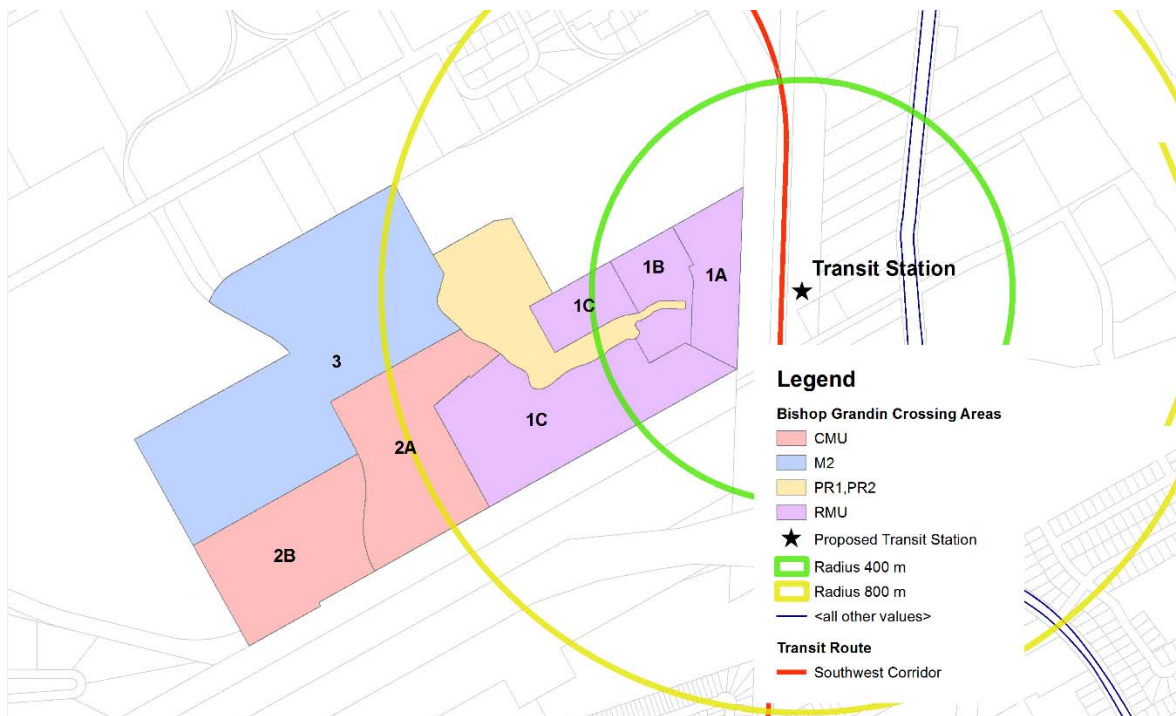 1B
1A
Transit Station
1C
3
1C
2A
2B
Legend
Bishop Grandin Crossing Areas
CMU
M2
PR1,PR2
RMU
Proposed Transit Station
Radius 400 m
Radius 800 m
<all other values>
Transit Route
Southwest Corridor